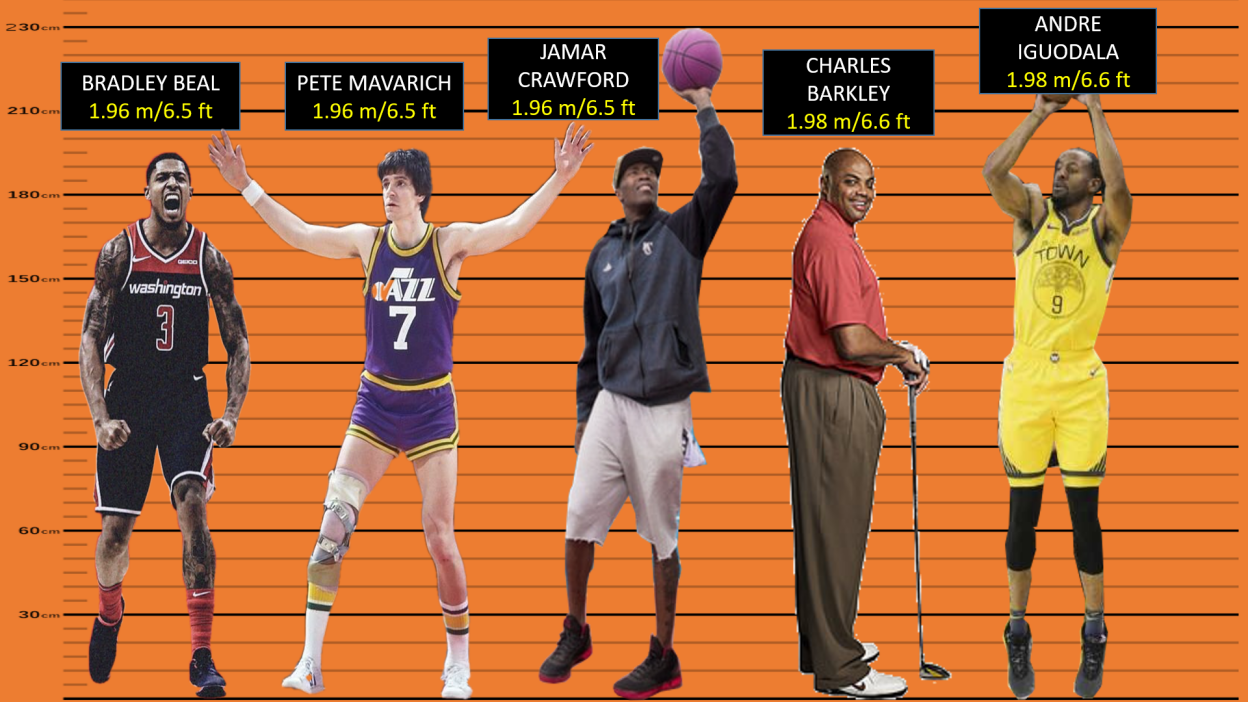 230cm
210cm
180cm
150cm
120cm
90cm
60cm
30cm
BRADLEY BEAL
1.96 m/6.5 ft
PETE MAVARICH
1.96 m/6.5 ft
JAMAR
CRAWFORD
1.96 m/6.5 ft
CHARLES
BARKLEY
1.98 m/6.6 ft
ANDRE
IGUODALA
1.98 m/6.6 ft
GEICO
washington
3
JAZZ
7
TOWN
9